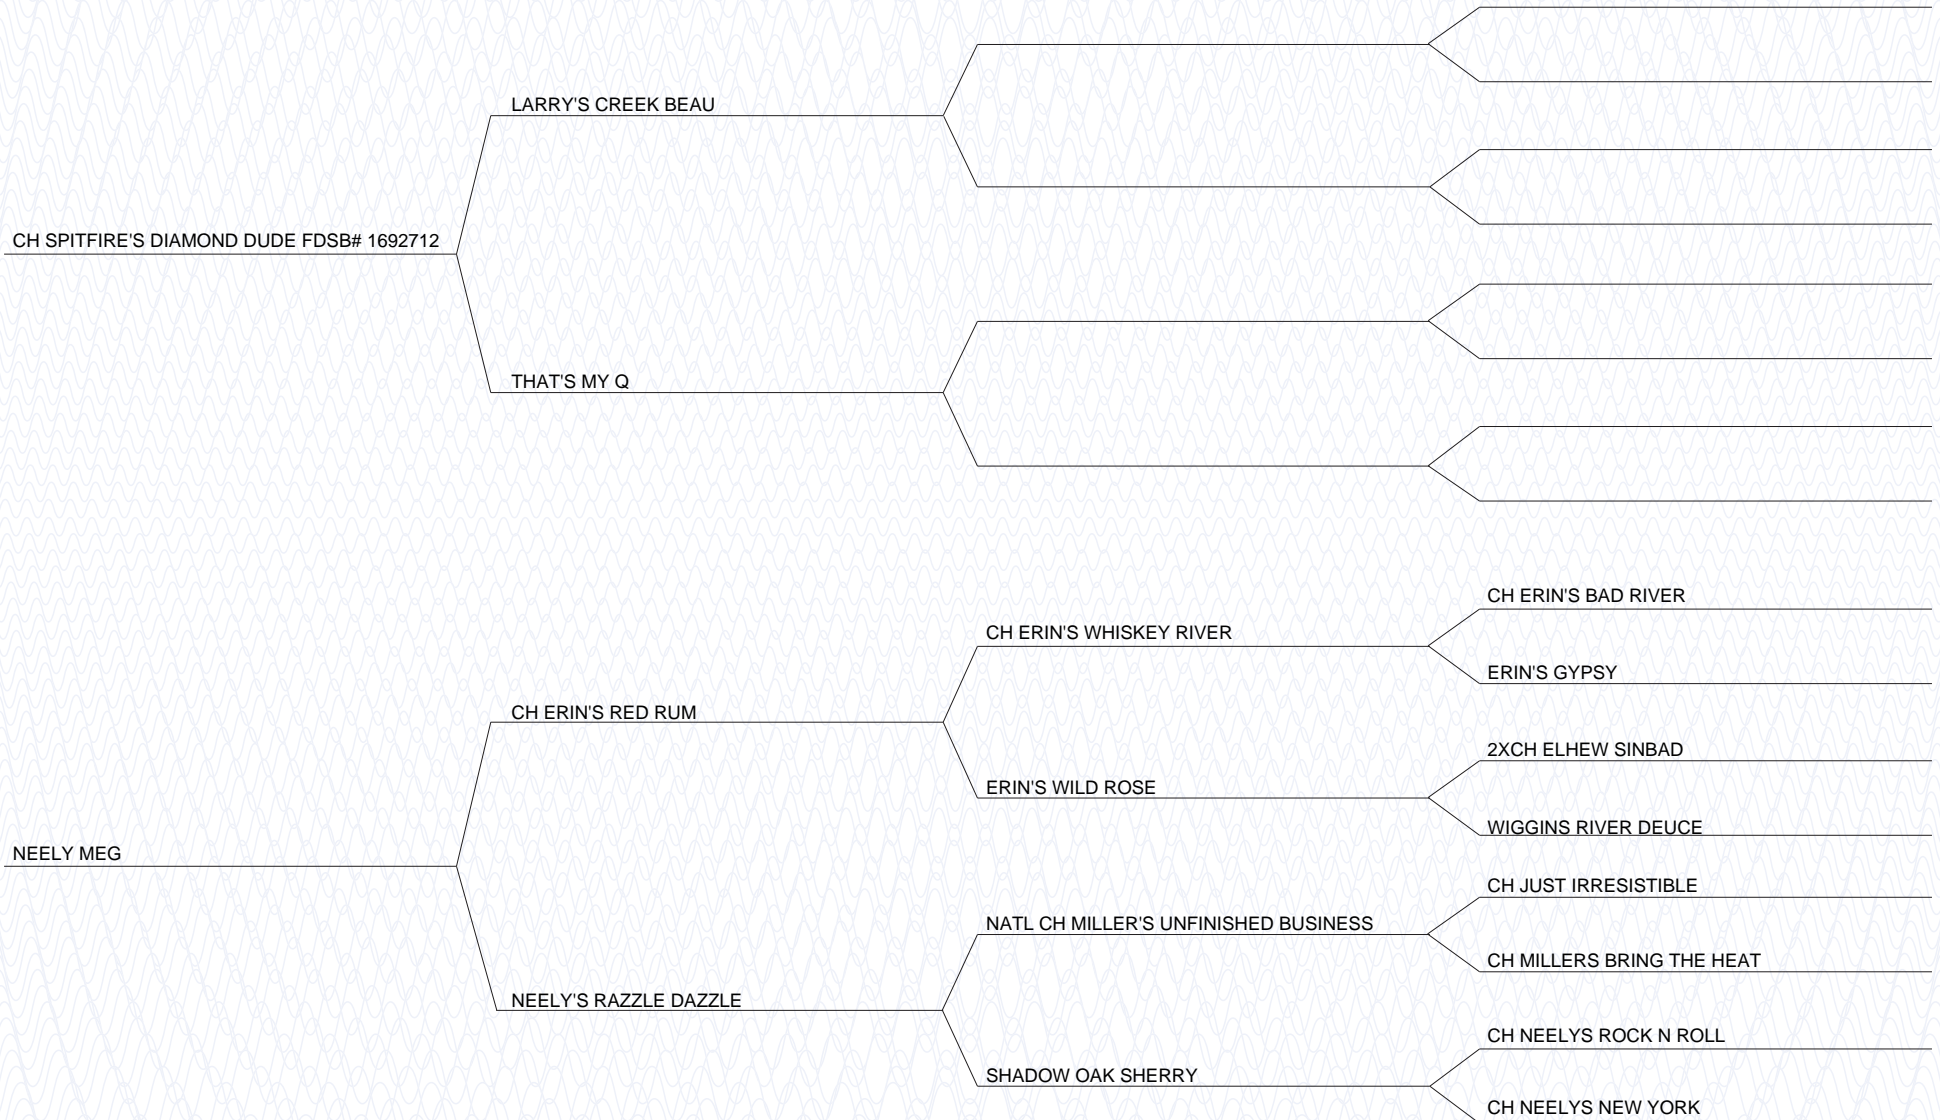 LARRY'S CREEK BEAU
CH SPITFIRE'S DIAMOND DUDE FDSB# 1692712
THAT'S MY Q
CH ERIN'S BAD RIVER
CH ERIN'S WHISKEY RIVER
ERIN'S GYPSY
CH ERIN'S RED RUM
2XCH ELHEW SINBAD
ERIN'S WILD ROSE
WIGGINS RIVER DEUCE
NEELY MEG
CH JUST IRRESISTIBLE
NATL CH MILLER'S UNFINISHED BUSINESS
CH MILLERS BRING THE HEAT
NEELY'S RAZZLE DAZZLE
CH NEELYS ROCK N ROLL
SHADOW OAK SHERRY
CH NEELYS NEW YORK